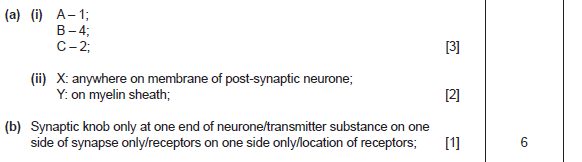 (a) (i) A – 1;
B – 4;
C – 2; [3]
(ii) X: anywhere on membrane of post-synaptic neurone;
Y: on myelin sheath; [2]
(b) Synaptic knob only at one end of neurone/transmitter substance on one
side of synapse only/receptors on one side only/location of receptors; [1] 6